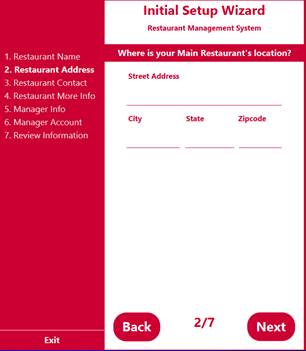 Initial Setup Wizard
Restaurant Management System
Where is your Main Restaurant's location?
1. Restaurant Name
2. Restaurant Address
3. Restaurant Contact
4. Restaurant More Info
5. Manager Info
6. Manager Account
7. Review Information
Exit
Street Address
City State Zipcode
Back 2/7 Next